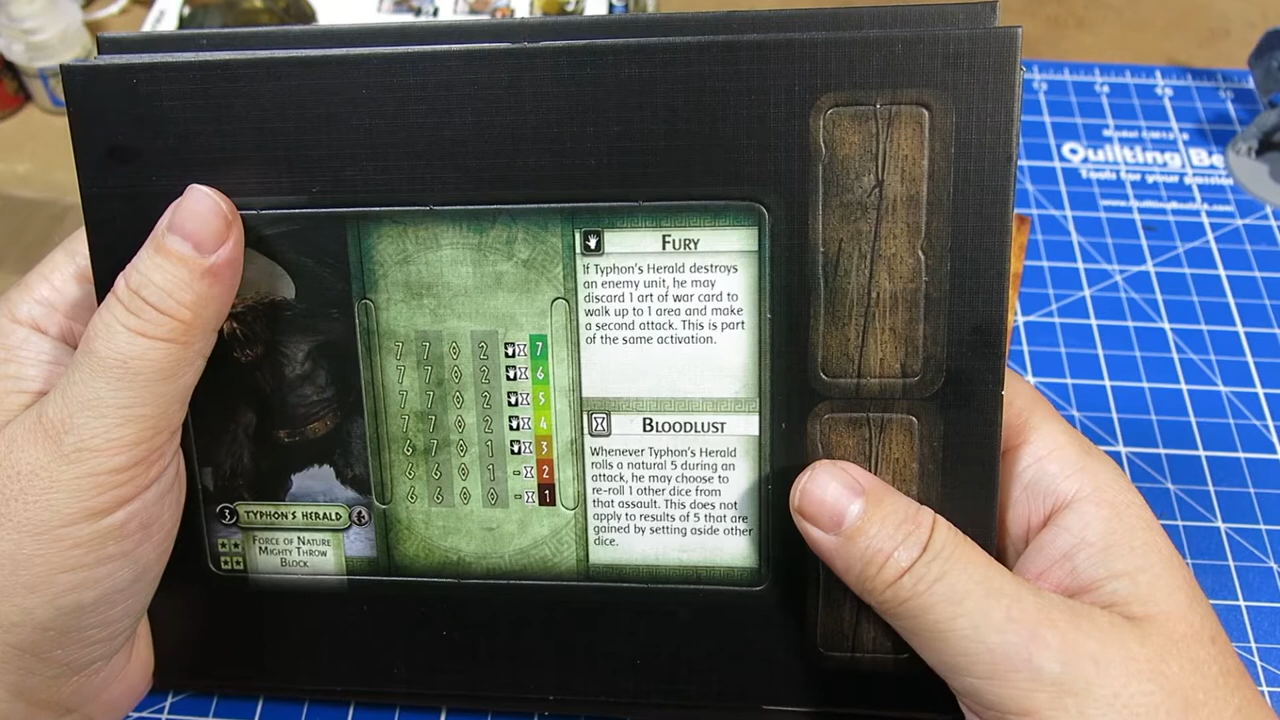 Quilting Be
Tools for your passion
FURY
If Typhon's Herald destroys
an enemy unit, he may
discard 1 art of war card to
walk up to 1 area and make
a second attack. This is part
of the same activation.
7 7 2 7
7 7 2 6
7 7 2 5
7 7 2 4
6 7 1 3
6 6 1 - 2
6 6 - 1
BLOODLUST
Whenever Typhon's Herald
rolls a natural 5 during an
attack, he may choose to
re-roll 1 other dice from
that assault. This does not
apply to results of 5 that are
gained by setting aside other
dice.
3 TYPHON'S HERALD
FORCE OF NATURE
MIGHTY THROW
BLOCK